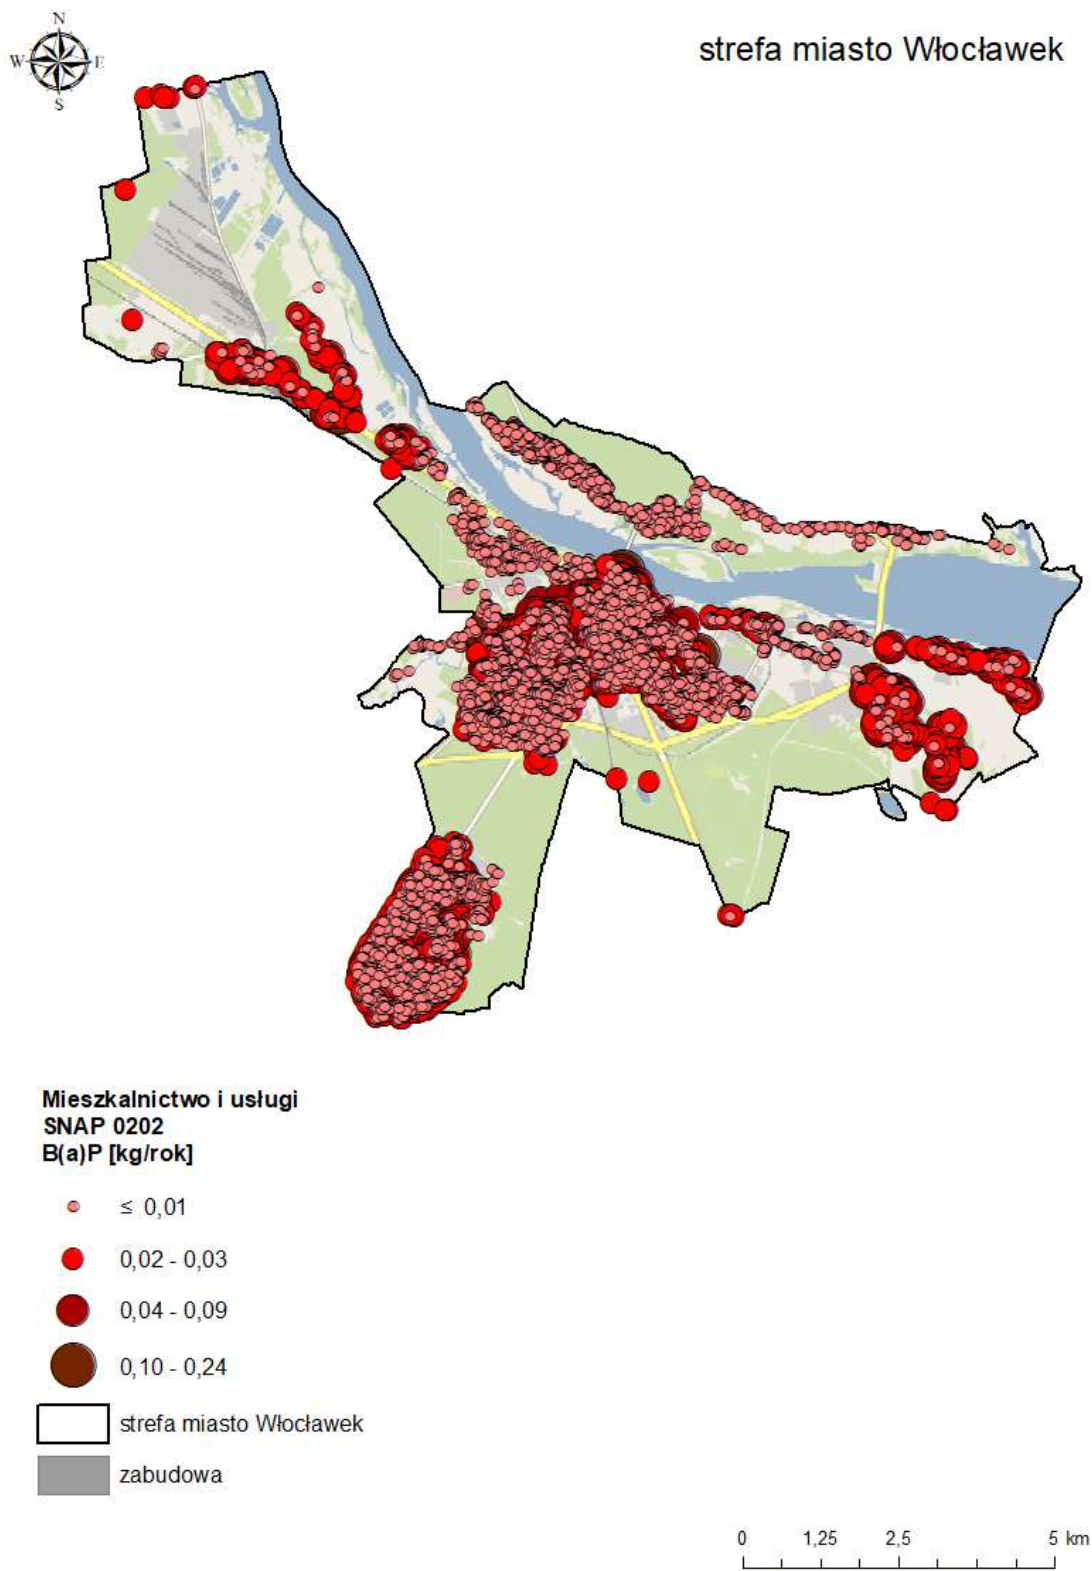 N
W E
S
strefa miasto Włocławek
Mieszkalnictwo i usługi
SNAP 0202
B(a)P [kg/rok]
≤ 0,01
0,02 - 0,03
0,04 - 0,09
0,10 - 0,24
strefa miasto Włocławek
zabudowa
0 1,25 2,5 5 km